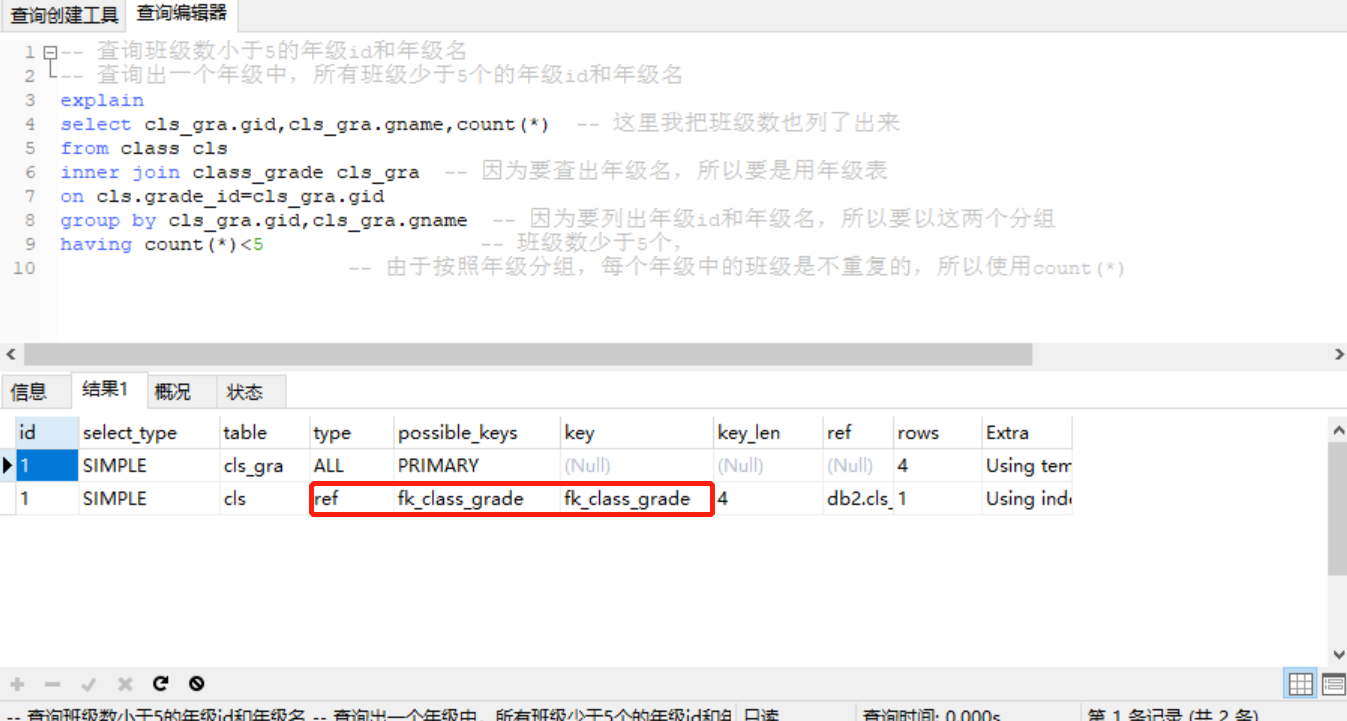 查询创建工具 查询编辑器
1 -- 查询班级数小于5的年级id和年级名
2 -- 查询出一个年级中，所有班级少于5个的年级id和年级名
3 explain
4 select cls_gra.gid,cls_gra.gname,count(*) -- 这里我把班级数也列了出来
5 from class cls
6 inner join class_grade cls_gra -- 因为要查出年级名，所以要是用年级表
7 on cls.grade_id=cls_gra.gid
8 group by cls_gra.gid,cls_gra.gname -- 因为要列出年级id和年级名，所以要以这两个分组
9 having count(*)<5 -- 班级数少于5个，
10 -- 由于按照年级分组，每个年级中的班级是不重复的，所以使用count(*)
信息 结果1 概况 状态
id select_type table type possible_keys key key_len ref rows Extra
1 SIMPLE cls_gra ALL PRIMARY (Null) (Null) (Null) 4 Using tem
1 SIMPLE cls ref fk_class_grade fk_class_grade 4 db2.cls_ 1 Using ind
-- 查询班级数小于5的年级id和年级名 -- 查询出一个年级中，所有班级少于5个的年级id和年 只读 查询时间: 0.000s 第 1 条记录 (共 2 条)